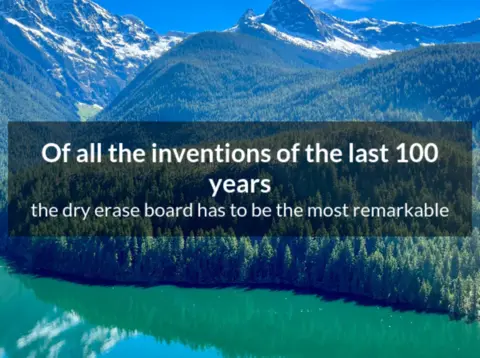 Of all the inventions of the last 100
years
the dry erase board has to be the most remarkable